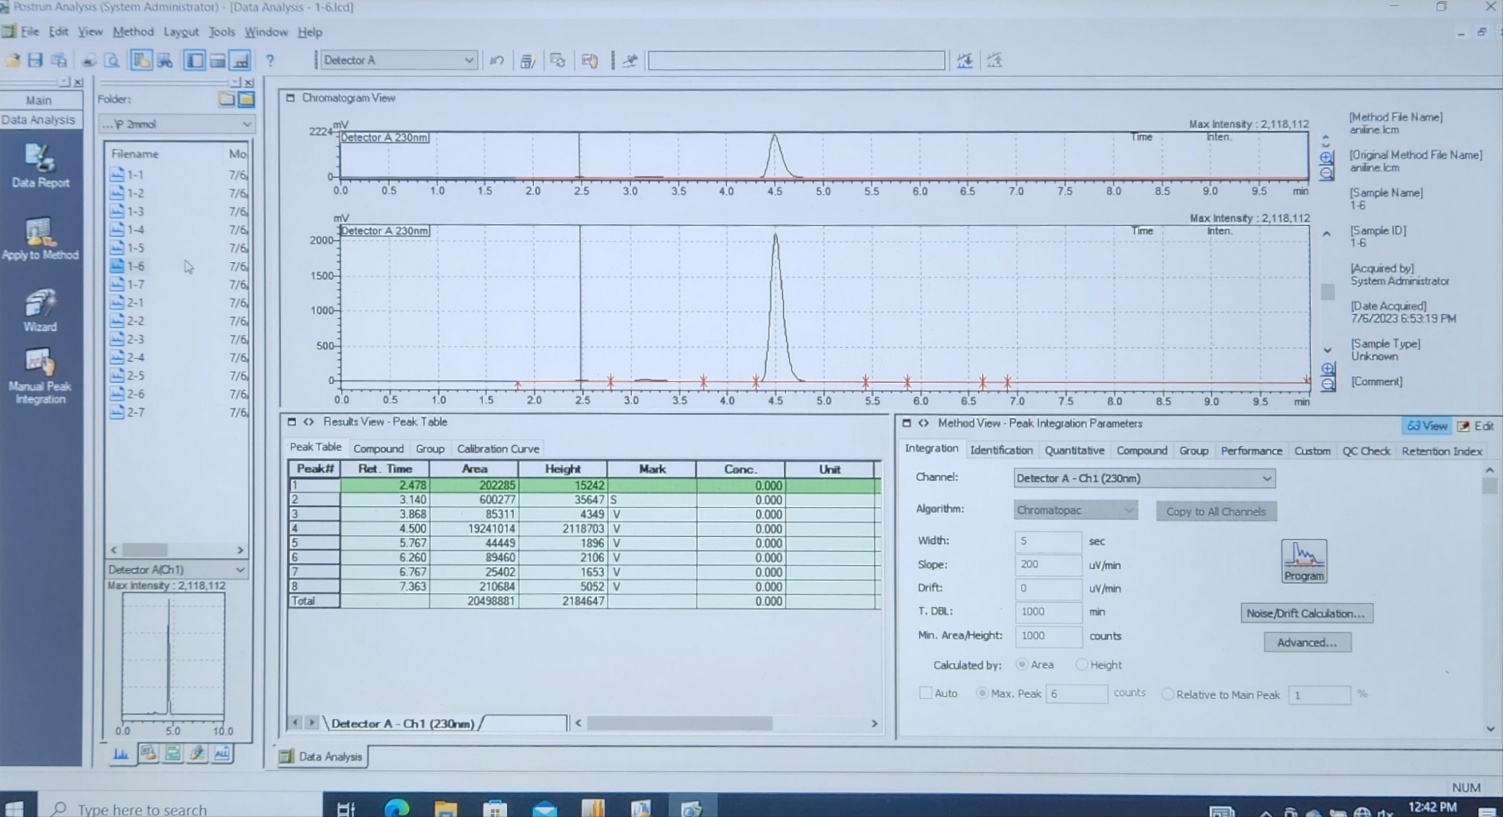 Postrun Analysis (System Administrator) - [Data Analysis - 1-6.lcd]
File Edit View Method Layout Tools Window Help
Detector A
Main
Data Analysis
Data Report
Apply to Method
Wizard
Manual Peak
Integration
Folder:
...\P 2mmol
Filename Mo
1-1 7/6
1-2 7/6
1-3 7/6
1-4 7/6
1-5 7/6
1-6 7/6
1-7 7/6
2-1 7/6
2-2 7/6
2-3 7/6
2-4 7/6
2-5 7/6
2-6 7/6
2-7 7/6
Detector A(Ch1)
Max Intensity : 2,118,112
0.0 5.0 10.0
Chromatogram View
mV Max Intensity : 2,118,112
2224 Detector A 230nm Time Inten.
0
0.0 0.5 1.0 1.5 2.0 2.5 3.0 3.5 4.0 4.5 5.0 5.5 6.0 6.5 7.0 7.5 8.0 8.5 9.0 9.5 min
mV Max Intensity : 2,118,112
Detector A 230nm Time Inten.
2000
1500
1000
500
0
0.0 0.5 1.0 1.5 2.0 2.5 3.0 3.5 4.0 4.5 5.0 5.5 6.0 6.5 7.0 7.5 8.0 8.5 9.0 9.5 min
[Method File Name]
aniline.lcm
[Original Method File Name]
aniline.lcm
[Sample Name]
1-6
[Sample ID]
1-6
[Acquired by]
System Administrator
[Date Acquired]
7/6/2023 6:53:19 PM
[Sample Type]
Unknown
[Comment]
Results View - Peak Table
Peak Table Compound Group Calibration Curve
Peak# Ret. Time Area Height Mark Conc. Unit
1 2.478 202285 15242 0.000
2 3.140 600277 35647 S 0.000
3 3.868 85311 4349 V 0.000
4 4.500 19241014 2118703 V 0.000
5 5.767 44449 1896 V 0.000
6 6.260 89460 2106 V 0.000
7 6.767 25402 1653 V 0.000
8 7.363 210684 5052 V 0.000
Total 20498881 2184647 0.000
Detector A - Ch1 (230nm)
Method View - Peak Integration Parameters
View Edit
Integration Identification Quantitative Compound Group Performance Custom QC Check Retention Index
Channel: Detector A - Ch1 (230nm)
Algorithm: Chromatopac Copy to All Channels
Width: 5 sec
Slope: 200 uV/min
Drift: 0 uV/min
T. DBL: 1000 min
Min. Area/Height: 1000 counts
Calculated by: Area Height
Auto Max. Peak 6 counts Relative to Main Peak 1 %
Program
Noise/Drift Calculation...
Advanced...
Data Analysis
NUM
Type here to search
12:42 PM